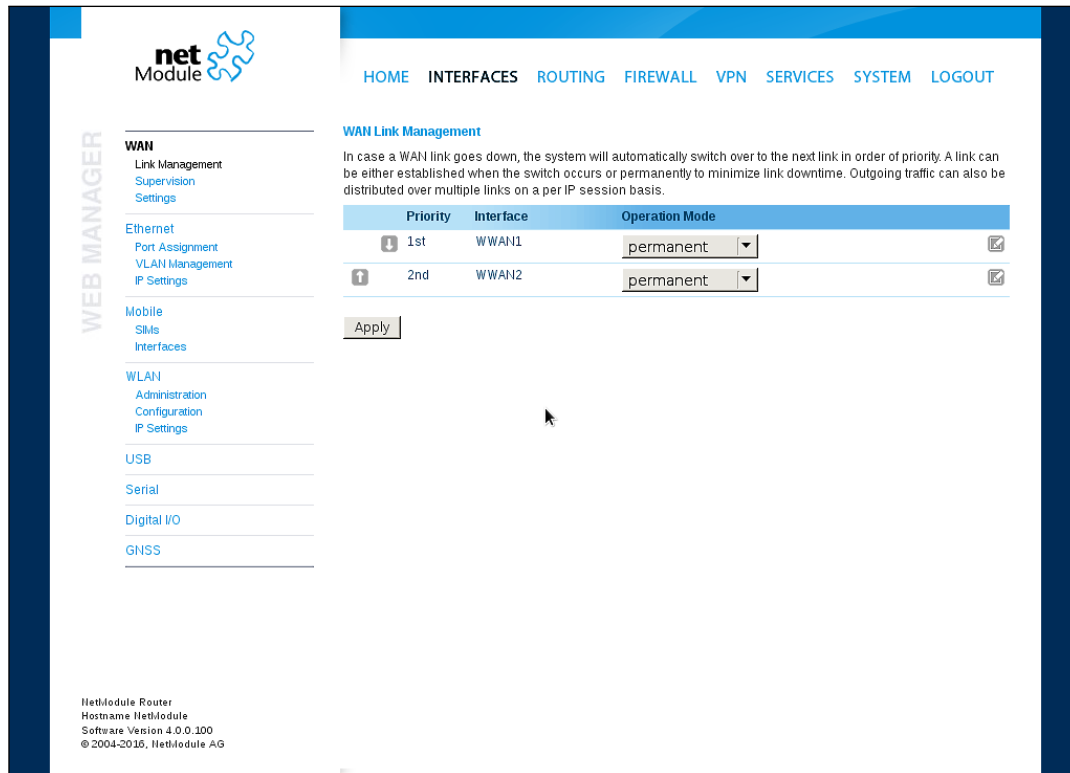 net
Module
HOME INTERFACES ROUTING FIREWALL VPN SERVICES SYSTEM LOGOUT
WEB MANAGER
WAN
Link Management
Supervision
Settings
Ethernet
Port Assignment
VLAN Management
IP Settings
Mobile
SIMs
Interfaces
WLAN
Administration
Configuration
IP Settings
USB
Serial
Digital I/O
GNSS
WAN Link Management
In case a WAN link goes down, the system will automatically switch over to the next link in order of priority. A link can
be either established when the switch occurs or permanently to minimize link downtime. Outgoing traffic can also be
distributed over multiple links on a per IP session basis.
Priority Interface Operation Mode
1st WWAN1 permanent
2nd WWAN2 permanent
Apply
NetModule Router
Hostname NetModule
Software Version 4.0.0.100
© 2004-2016, NetModule AG